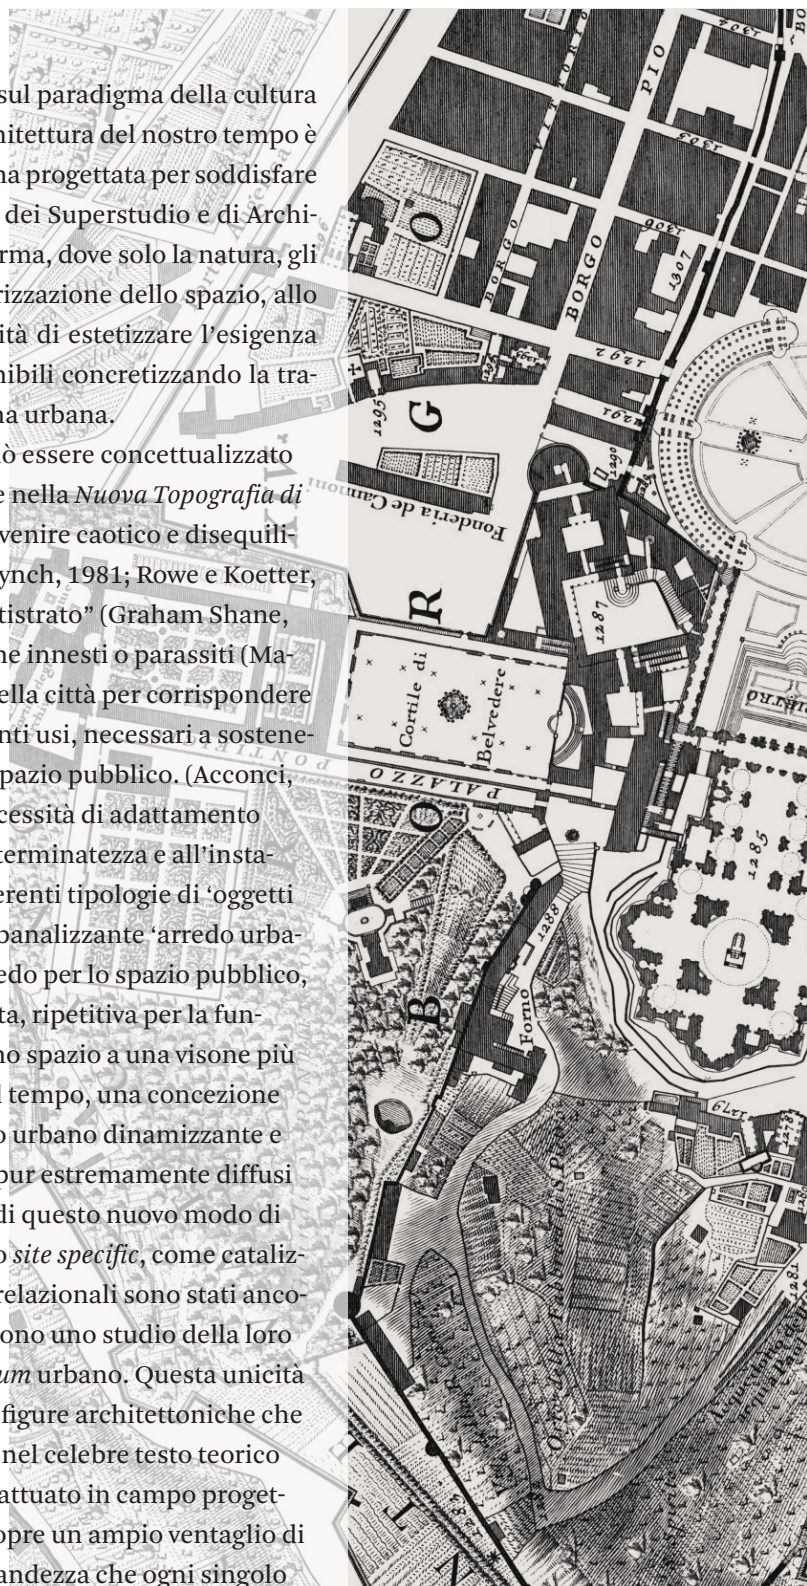 sul paradigma della cultura
hitettura del nostro tempo è
na progettata per soddisfare
dei Superstudio e di Archi-
rma, dove solo la natura, gli
rizzazione dello spazio, allo
ità di estetizzare l’esigenza
nibili concretizzando la tra-
na urbana.
ò essere concettualizzato
e nella Nuova Topografia di
venire caotico e disequili-
ynch, 1981; Rowe e Koetter,
tistrato” (Graham Shane,
ne innesti o parassiti (Ma-
ella città per corrispondere
nti usi, necessari a sostene-
pazio pubblico. (Acconci,
cessità di adattamento
terminatezza e all’insta-
erenti tipologie di ‘oggetti
banalizzante ‘arredo urba-
edo per lo spazio pubblico,
ta, ripetitiva per la fun-
no spazio a una visone più
l tempo, una concezione
o urbano dinamizzante e
pur estremamente diffusi
di questo nuovo modo di
o site specific, come cataliz-
relazionali sono stati anco-
ono uno studio della loro
um urbano. Questa unicità
figure architettoniche che
nel celebre testo teorico
attuato in campo proget-
opre un ampio ventaglio di
andezza che ogni singolo
1304
PIO
VITTORIO
1305
1306
BORGO
BORGO
1307
1292
1291
1295
1290
Fonderia de Cannoni
1287
Cortile di
Belvedere
PALAZZO
PONTIFICIO
BORGO
1285
1288
Forno
1279
1281
1283